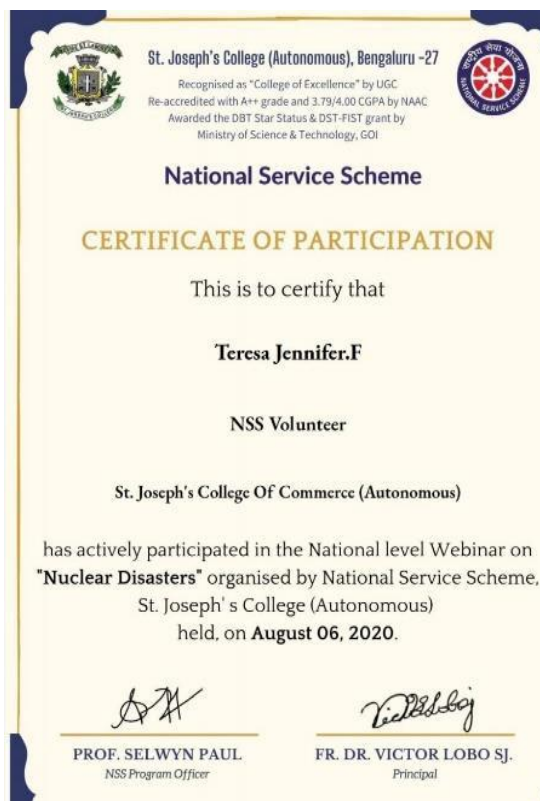 St. Joseph's College (Autonomous), Bengaluru -27
Recognised as "College of Excellence" by UGC
Re-accredited with A++ grade and 3.79/4.00 CGPA by NAAC
Awarded the DBT Star Status & DST-FIST grant by
Ministry of Science & Technology, GOI
राष्ट्रीय सेवा योजना
NATIONAL SERVICE SCHEME
National Service Scheme
CERTIFICATE OF PARTICIPATION
This is to certify that
Teresa Jennifer.F
NSS Volunteer
St. Joseph's College Of Commerce (Autonomous)
has actively participated in the National level Webinar on
"Nuclear Disasters" organised by National Service Scheme,
St. Joseph' s College (Autonomous)
held, on August 06, 2020.
PROF. SELWYN PAUL
NSS Program Officer
FR. DR. VICTOR LOBO SJ.
Principal